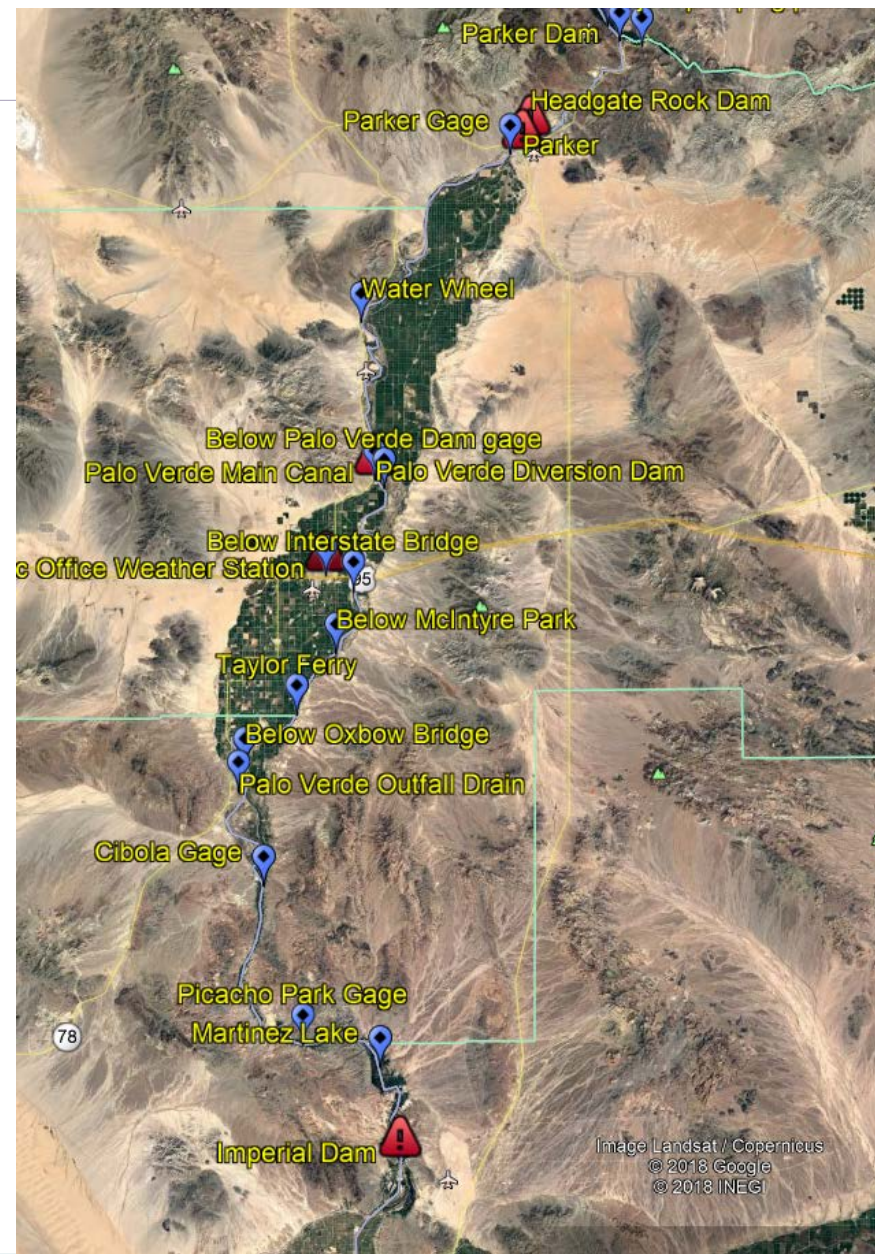 Parker Dam
Headgate Rock Dam
Parker Gage
Parker
Water Wheel
Below Palo Verde Dam gage
Palo Verde Main Canal
Palo Verde Diversion Dam
Below Interstate Bridge
c Office Weather Station
95
Below McIntyre Park
Taylor Ferry
Below Oxbow Bridge
Palo Verde Outfall Drain
Cibola Gage
Picacho Park Gage
Martinez Lake
78
Imperial Dam
Image Landsat / Copernicus
© 2018 Google
© 2018 INEGI